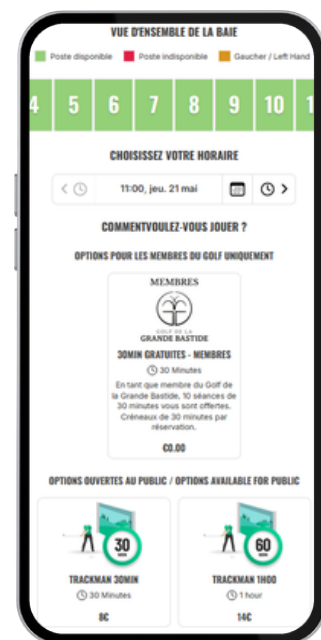 VUE D'ENSEMBLE DE LA BAIE
Poste disponible Poste indisponible Gaucher / Left Hand
4 5 6 7 8 9 10 1
CHOISISSEZ VOTRE HORAIRE
11:00, jeu. 21 mai
COMMENTVOULEZ-VOUS JOUER ?
OPTIONS POUR LES MEMBRES DU GOLF UNIQUEMENT
MEMBRES
GOLF DE LA
GRANDE BASTIDE
30MIN GRATUITES - MEMBRES
30 Minutes
En tant que membre du Golf de
la Grande Bastide, 10 séances de
30 minutes vous sont offertes.
Créneaux de 30 minutes par
réservation.
€0.00
OPTIONS OUVERTES AU PUBLIC / OPTIONS AVAILABLE FOR PUBLIC
30
MIN
TRACKMAN 30MIN
30 Minutes
8€
60
MIN
TRACKMAN 1H00
1 hour
14€